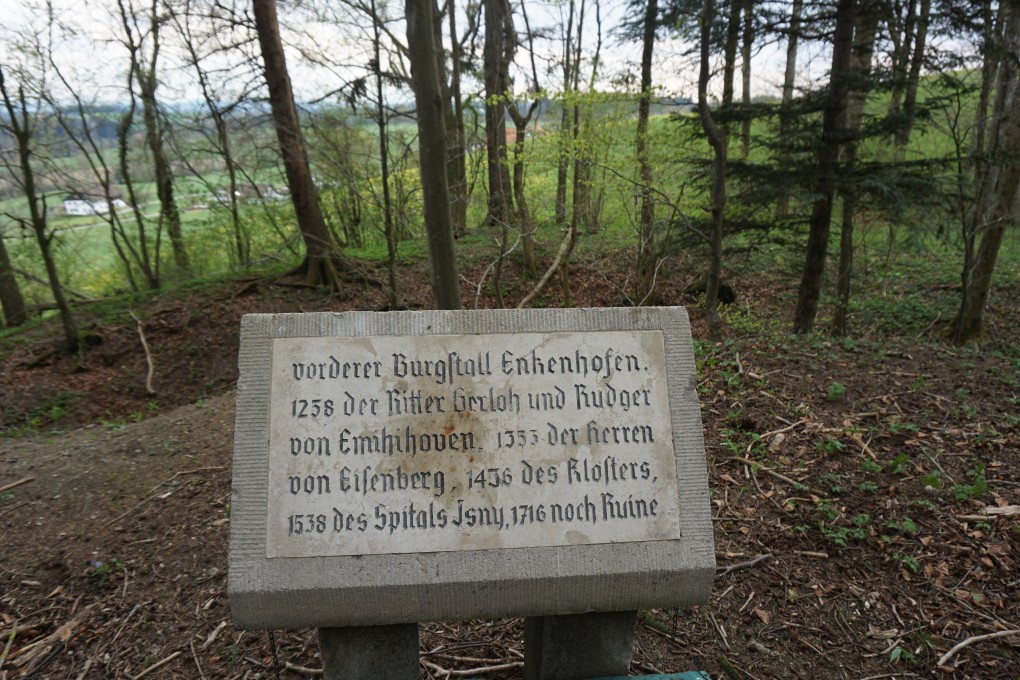 vorderer Burgstall Enkenhofen.
1258 der Ritter Gerloh und Rudger
von Emihihoven, 1353 der Herren
von Eisenberg, 1436 des Klosters,
1538 des Spitals Isny, 1716 noch Ruine